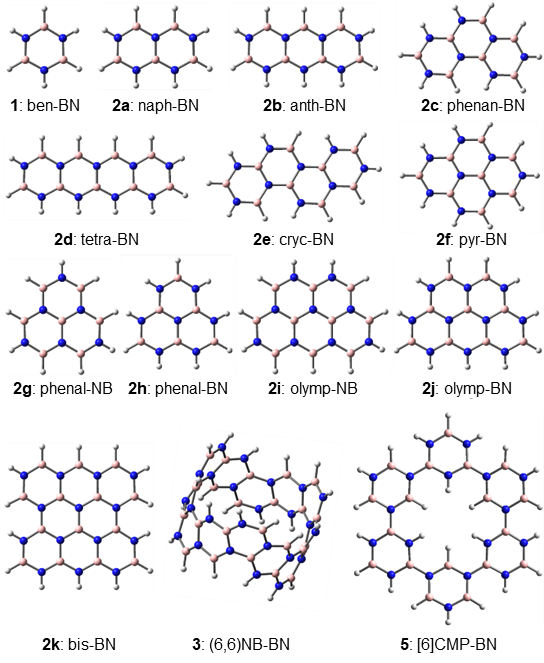 1: ben-BN 2a: naph-BN 2b: anth-BN 2c: phenan-BN
2d: tetra-BN 2e: cryc-BN 2f: pyr-BN
2g: phenal-NB 2h: phenal-BN 2i: olymp-NB 2j: olymp-BN
2k: bis-BN 3: (6,6)NB-BN 5: [6]CMP-BN